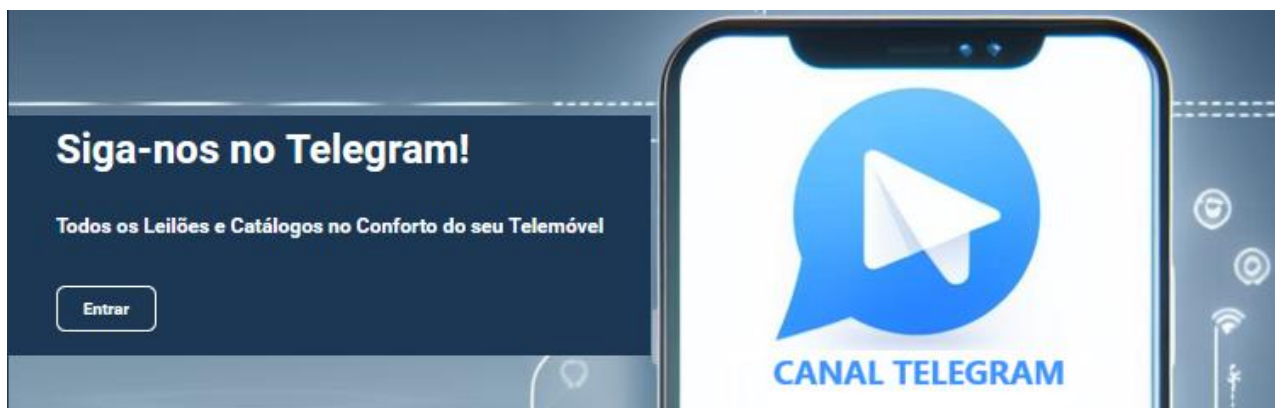 Siga-nos no Telegram!
Todos os Leilões e Catálogos no Conforto do seu Telemóvel
Entrar
CANAL TELEGRAM